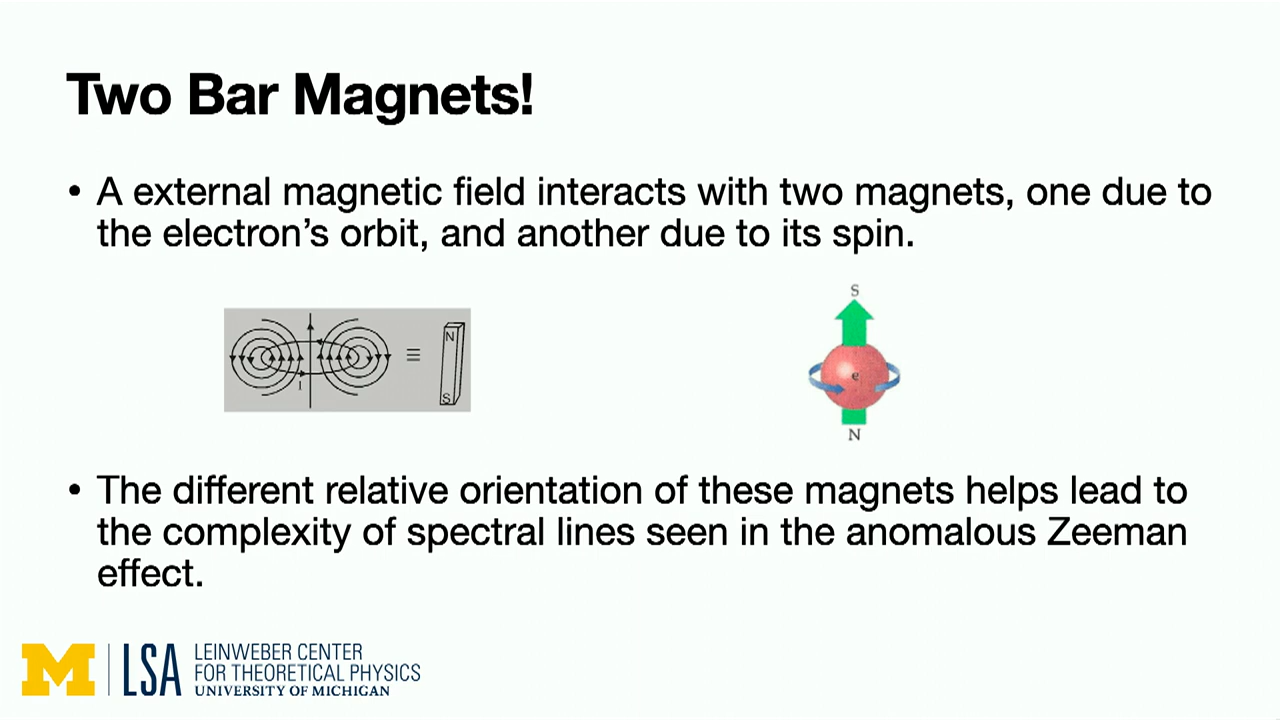 Two Bar Magnets!
• A external magnetic field interacts with two magnets, one due to
the electron’s orbit, and another due to its spin.
N
≡
I
S
S
e
N
• The different relative orientation of these magnets helps lead to
the complexity of spectral lines seen in the anomalous Zeeman
effect.
M LSA
LEINWEBER CENTER
FOR THEORETICAL PHYSICS
UNIVERSITY OF MICHIGAN